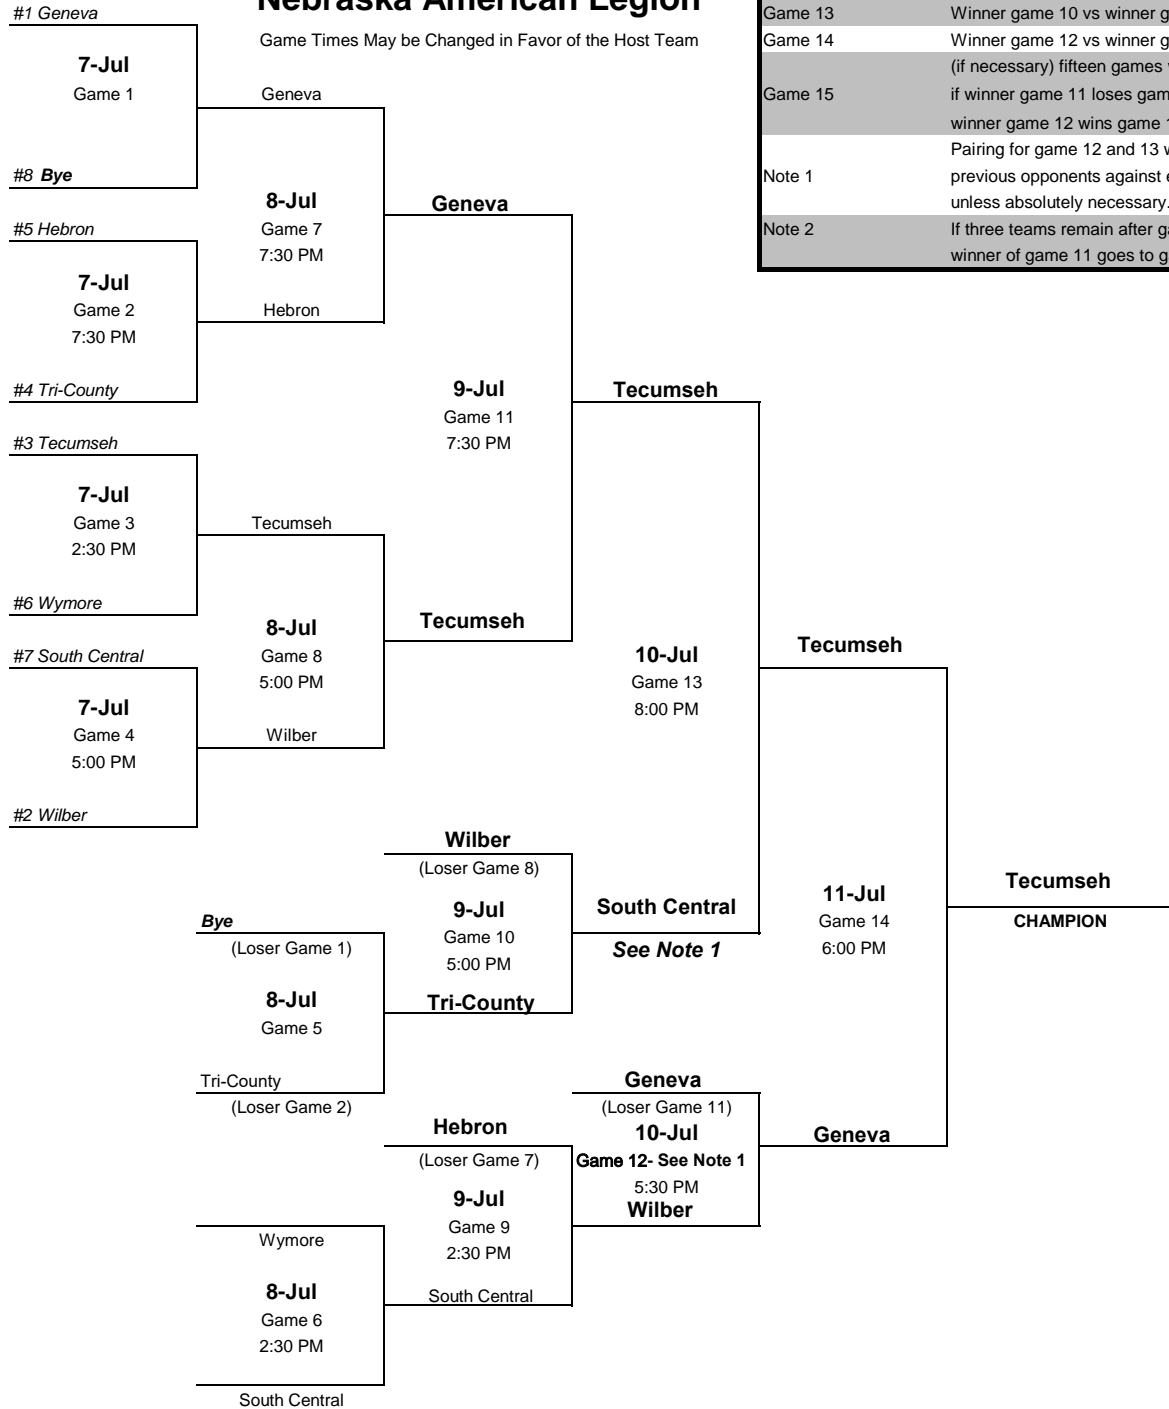 Nebraska American Legion
Game Times May be Changed in Favor of the Host Team
Game 13 Winner game 10 vs winner
Game 14 Winner game 12 vs winner
(if necessary) fifteen games
Game 15 if winner game 11 loses
winner game 12 wins game
Pairing for game 12 and 13
Note 1 previous opponents against
unless absolutely necessary.
Note 2 If three teams remain after
winner of game 11 goes to
#1 Geneva
7-Jul
Game 1
#8 Bye
Geneva
8-Jul
Game 7
7:30 PM
Hebron
#5 Hebron
7-Jul
Game 2
7:30 PM
#4 Tri-County
Geneva
9-Jul
Game 11
7:30 PM
Tecumseh
#3 Tecumseh
7-Jul
Game 3
2:30 PM
#6 Wymore
Tecumseh
8-Jul
Game 8
5:00 PM
Wilber
#7 South Central
7-Jul
Game 4
5:00 PM
#2 Wilber
Tecumseh
10-Jul
Game 13
8:00 PM
Tecumseh
Wilber
(Loser Game 8)
9-Jul
Game 10
5:00 PM
Tri-County
South Central
See Note 1
11-Jul
Game 14
6:00 PM
Tecumseh
CHAMPION
Bye
(Loser Game 1)
8-Jul
Game 5
Tri-County
(Loser Game 2)
Hebron
(Loser Game 7)
9-Jul
Game 9
2:30 PM
South Central
Geneva
(Loser Game 11)
10-Jul
Game 12- See Note 1
5:30 PM
Wilber
Geneva
Wymore
8-Jul
Game 6
2:30 PM
South Central